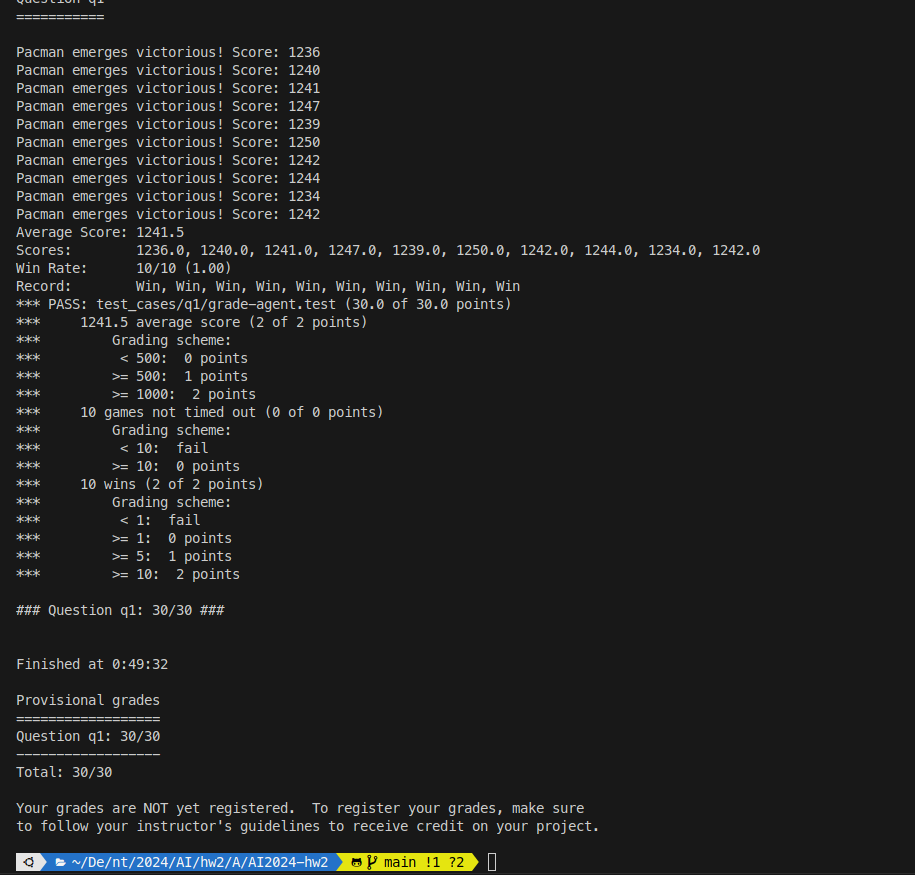 Question q1
===========
Pacman emerges victorious! Score: 1236
Pacman emerges victorious! Score: 1240
Pacman emerges victorious! Score: 1241
Pacman emerges victorious! Score: 1247
Pacman emerges victorious! Score: 1239
Pacman emerges victorious! Score: 1250
Pacman emerges victorious! Score: 1242
Pacman emerges victorious! Score: 1244
Pacman emerges victorious! Score: 1234
Pacman emerges victorious! Score: 1242
Average Score: 1241.5
Scores:        1236.0, 1240.0, 1241.0, 1247.0, 1239.0, 1250.0, 1242.0, 1244.0, 1234.0, 1242.0
Win Rate:      10/10 (1.00)
Record:        Win, Win, Win, Win, Win, Win, Win, Win, Win, Win
*** PASS: test_cases/q1/grade-agent.test (30.0 of 30.0 points)
***     1241.5 average score (2 of 2 points)
***         Grading scheme:
***          < 500:  0 points
***         >= 500:  1 points
***         >= 1000:  2 points
***     10 games not timed out (0 of 0 points)
***         Grading scheme:
***          < 10:  fail
***         >= 10:  0 points
***     10 wins (2 of 2 points)
***         Grading scheme:
***          < 1:  fail
***         >= 1:  0 points
***         >= 5:  1 points
***         >= 10:  2 points
### Question q1: 30/30 ###
Finished at 0:49:32
Provisional grades
==================
Question q1: 30/30
------------------
Total: 30/30
Your grades are NOT yet registered.  To register your grades, make sure
to follow your instructor's guidelines to receive credit on your project.
~/De/nt/2024/AI/hw2/A/AI2024-hw2 main !1 ?2